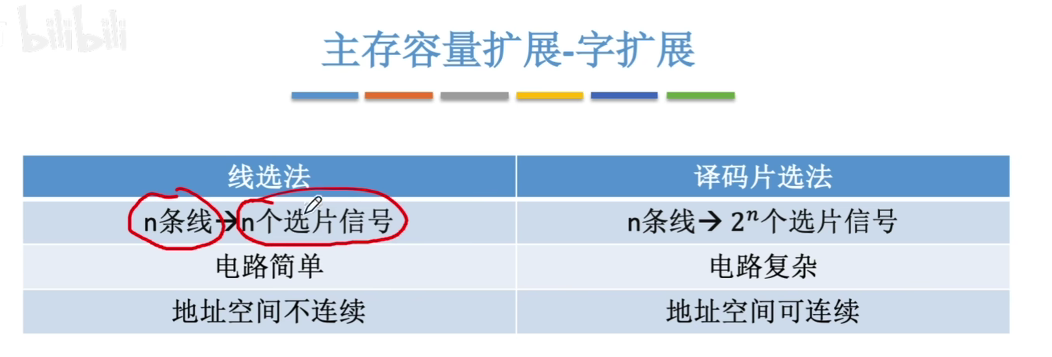 bilibili
主存容量扩展-字扩展
线选法 译码片选法
n条线→n个选片信号 n条线→ 2ⁿ个选片信号
电路简单 电路复杂
地址空间不连续 地址空间可连续